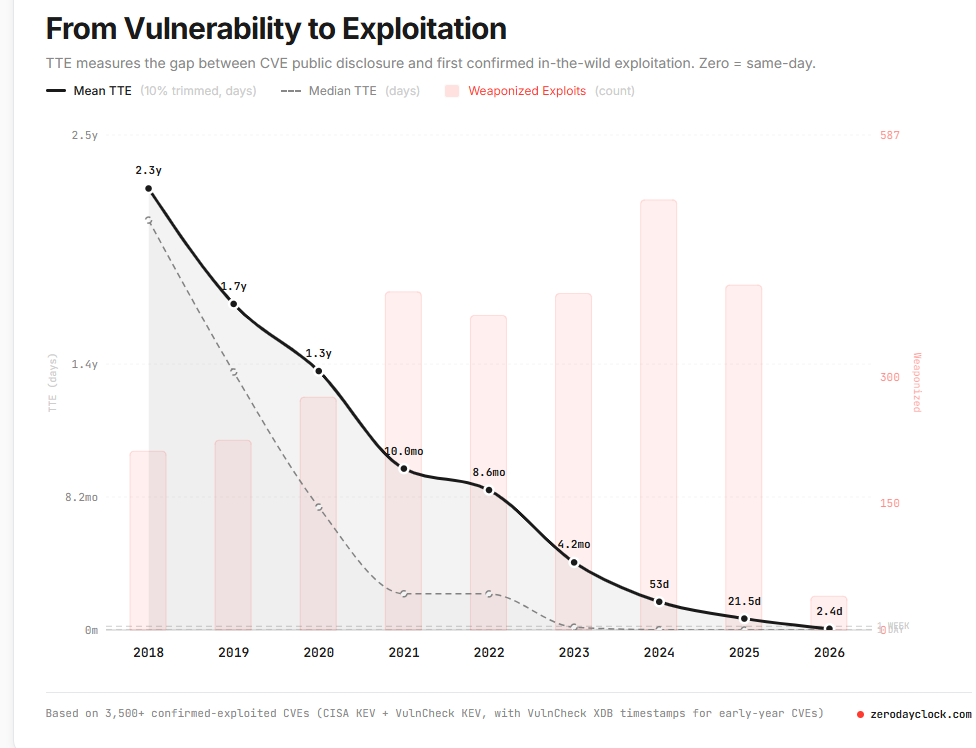 From Vulnerability to Exploitation
TTE measures the gap between CVE public disclosure and first confirmed in-the-wild exploitation. Zero = same-day.
Mean TTE (10% trimmed, days) Median TTE (days) Weaponized Exploits (count)
2.5y 587
2.3y
1.7y
1.3y
1.4y 300
TTE (days) Weaponized
10.0mo
8.6mo
8.2mo 150
4.2mo
53d
21.5d
2.4d
0m 0
WEEK
DAY
2018 2019 2020 2021 2022 2023 2024 2025 2026
Based on 3,500+ confirmed-exploited CVEs (CISA KEV + VulnCheck KEV, with VulnCheck XDB timestamps for early-year CVEs) zerodayclock.com